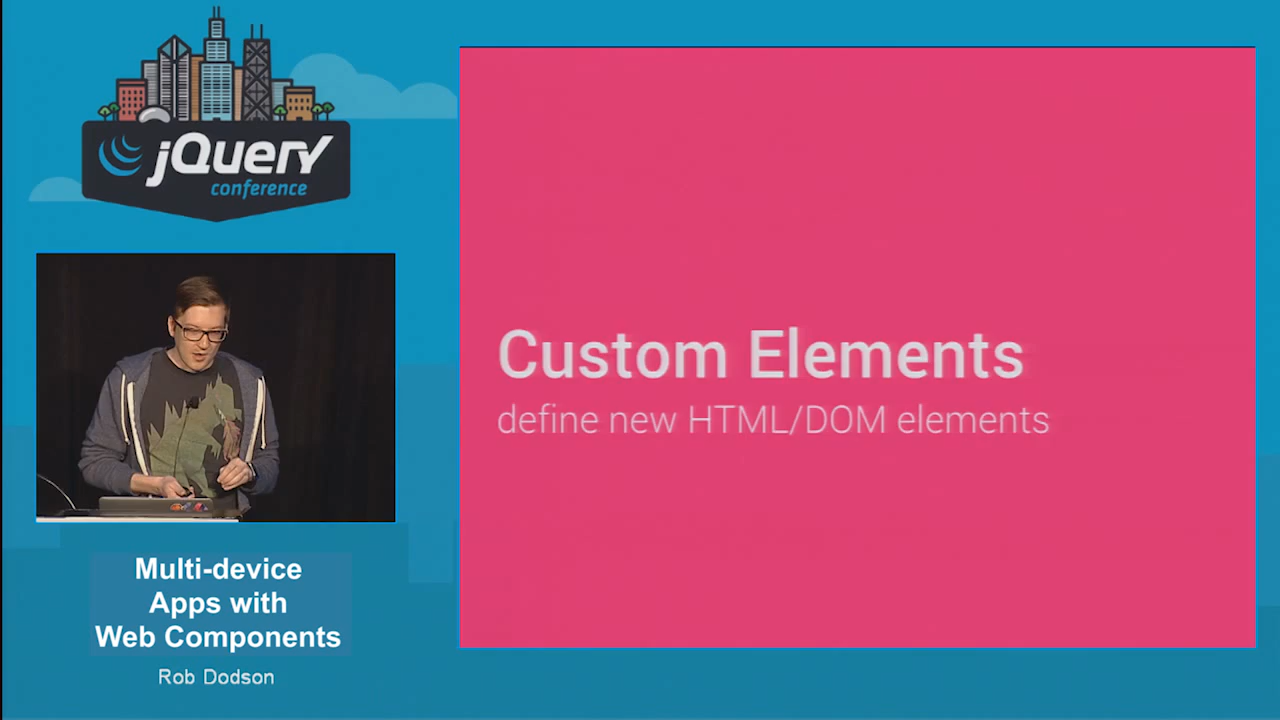 jQuery
conference
Custom Elements
define new HTML/DOM elements
Multi-device
Apps with
Web Components
Rob Dodson